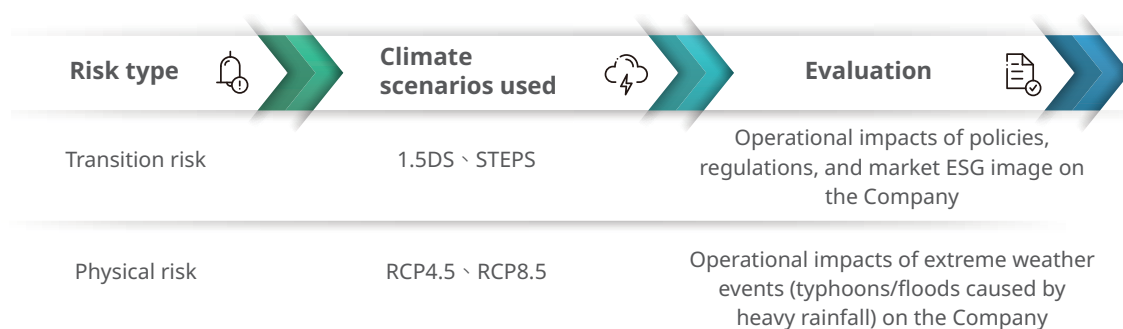 Risk type
Climate
scenarios used
Evaluation
Transition risk
1.5DS、STEPS
Operational impacts of policies,
regulations, and market ESG image on
the Company
Physical risk
RCP4.5、RCP8.5
Operational impacts of extreme weather
events (typhoons/floods caused by
heavy rainfall) on the Company